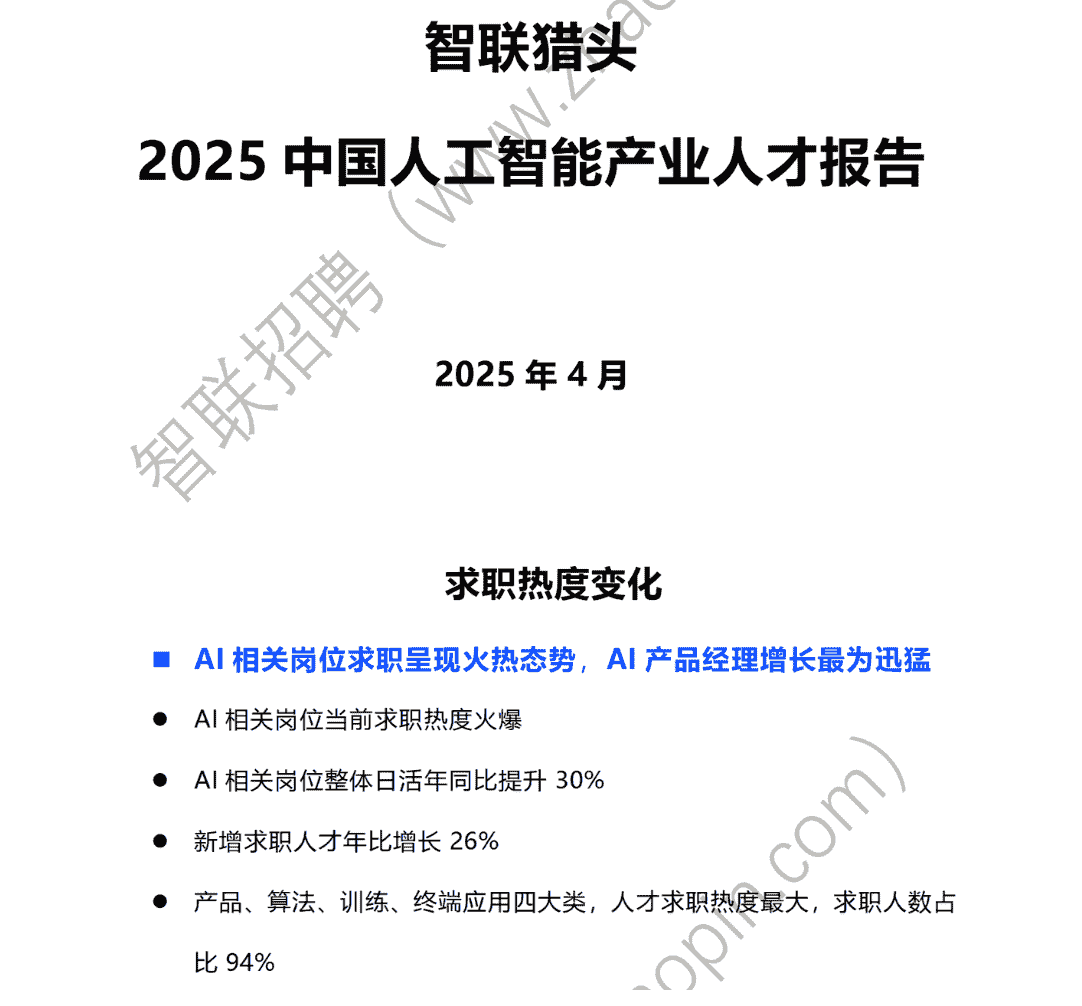 智联猎头
2025 中国人工智能产业人才报告
智联招聘（www.zhao
2025 年 4 月
求职热度变化
■ AI 相关岗位求职呈现火热态势，AI 产品经理增长最为迅猛
● AI 相关岗位当前求职热度火爆
● AI 相关岗位整体日活年同比提升 30%
● 新增求职人才年比增长 26%
● 产品、算法、训练、终端应用四大类，人才求职热度最大，求职人数占
比 94%
aopin.com）